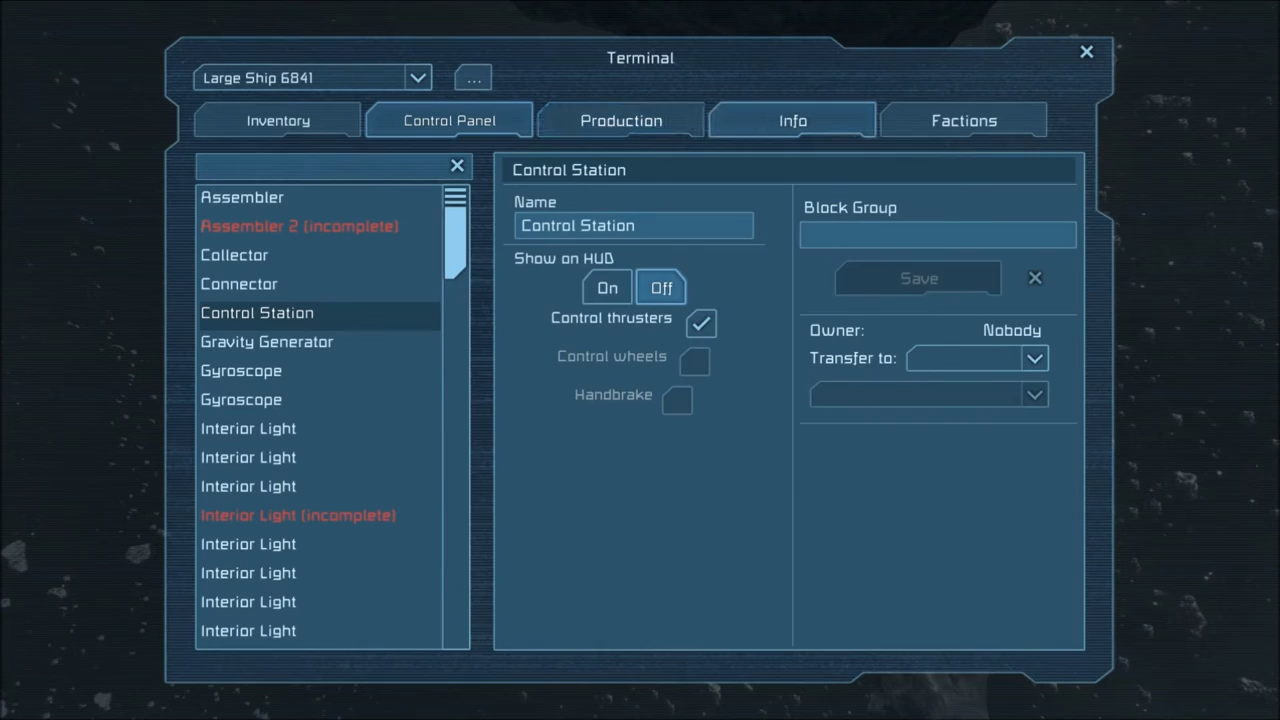 Terminal
Large Ship 6841
...
Inventory
Control Panel
Production
Info
Factions
Assembler
Assembler 2 (incomplete)
Collector
Connector
Control Station
Gravity Generator
Gyroscope
Gyroscope
Interior Light
Interior Light
Interior Light
Interior Light (incomplete)
Interior Light
Interior Light
Interior Light
Interior Light
Control Station
Name
Control Station
Show on HUD
On Off
Control thrusters
Control wheels
Handbrake
Block Group
Save
Owner: Nobody
Transfer to: